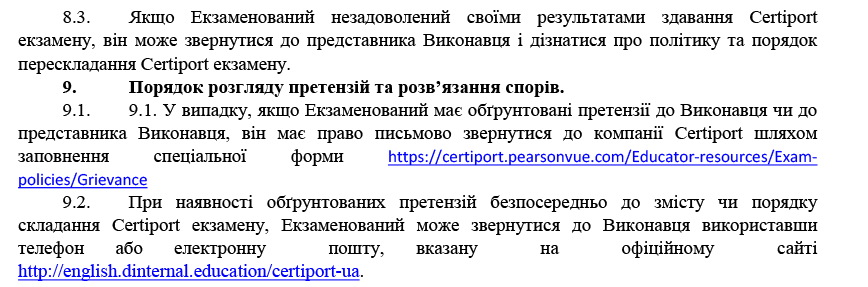 8.3. Якщо Екзаменований незадоволений своїми результатами здавання Certiport
екзамену, він може звернутися до представника Виконавця і дізнатися про політику та порядок
перескладання Certiport екзамену.
9. Порядок розгляду претензій та розв’язання спорів.
9.1. 9.1. У випадку, якщо Екзаменований має обґрунтовані претензії до Виконавця чи до
представника Виконавця, він має право письмово звернутися до компанії Certiport шляхом
заповнення спеціальної форми https://certiport.pearsonvue.com/Educator-resources/Exam-
policies/Grievance
9.2. При наявності обґрунтованих претензій безпосередньо до змісту чи порядку
складання Certiport екзамену, Екзаменований може звернутися до Виконавця використавши
телефон або електронну пошту, вказану на офіційному сайті
http://english.dinternal.education/certiport-ua.